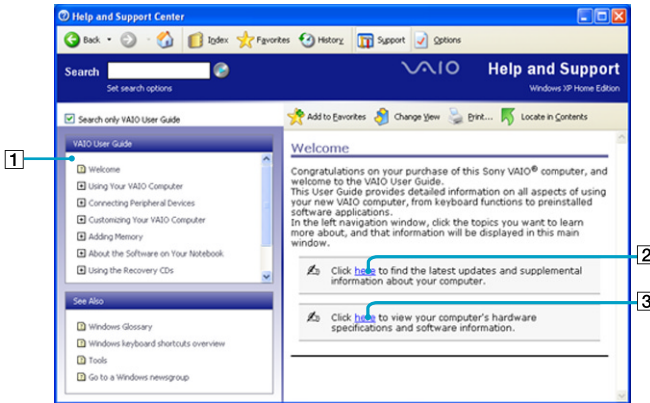 Help and Support Center
Back
Index
Favorites
History
Support
Options
Search
Set search options
VAIO
Help and Support
Windows XP Home Edition
Search only VAIO User Guide
Add to Favorites
Change View
Print...
Locate in Contents
1
VAIO User Guide
Welcome
Using Your VAIO Computer
Connecting Peripheral Devices
Customizing Your VAIO Computer
Adding Memory
About the Software on Your Notebook
Using the Recovery CDs
See Also
Windows Glossary
Windows keyboard shortcuts overview
Tools
Go to a Windows newsgroup
Welcome
Congratulations on your purchase of this Sony VAIO® computer, and
welcome to the VAIO User Guide.
This User Guide provides detailed information on all aspects of using
your new VAIO computer, from keyboard functions to preinstalled
software applications.
In the left navigation window, click the topics you want to learn
more about, and that information will be displayed in this main
window.
Click here to find the latest updates and supplemental
information about your computer.
2
Click here to view your computer's hardware
specifications and software information.
3